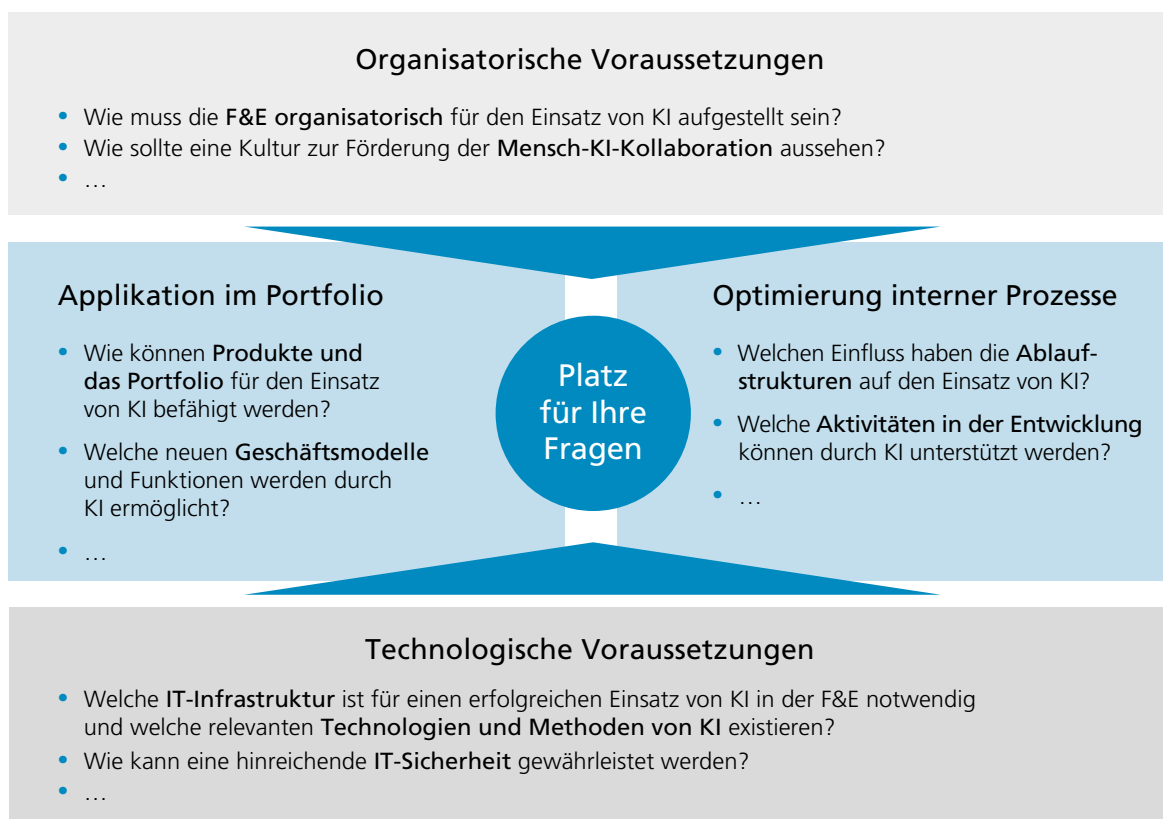 Organisatorische Voraussetzungen
• Wie muss die F&E organisatorisch für den Einsatz von KI aufgestellt sein?
• Wie sollte eine Kultur zur Förderung der Mensch-KI-Kollaboration aussehen?
• …
Applikation im Portfolio
• Wie können Produkte und
das Portfolio für den Einsatz
von KI befähigt werden?
• Welche neuen Geschäftsmodelle
und Funktionen werden durch
KI ermöglicht?
• …
Platz
für Ihre
Fragen
Optimierung interner Prozesse
• Welchen Einfluss haben die Ablauf-
strukturen auf den Einsatz von KI?
• Welche Aktivitäten in der Entwicklung
können durch KI unterstützt werden?
• …
Technologische Voraussetzungen
• Welche IT-Infrastruktur ist für einen erfolgreichen Einsatz von KI in der F&E notwendig
und welche relevanten Technologien und Methoden von KI existieren?
• Wie kann eine hinreichende IT-Sicherheit gewährleistet werden?
• …